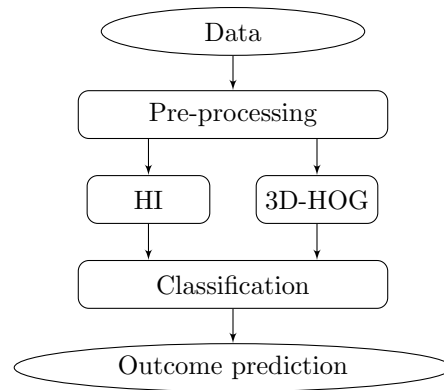 Data
Pre-processing
HI
3D-HOG
Classification
Outcome prediction